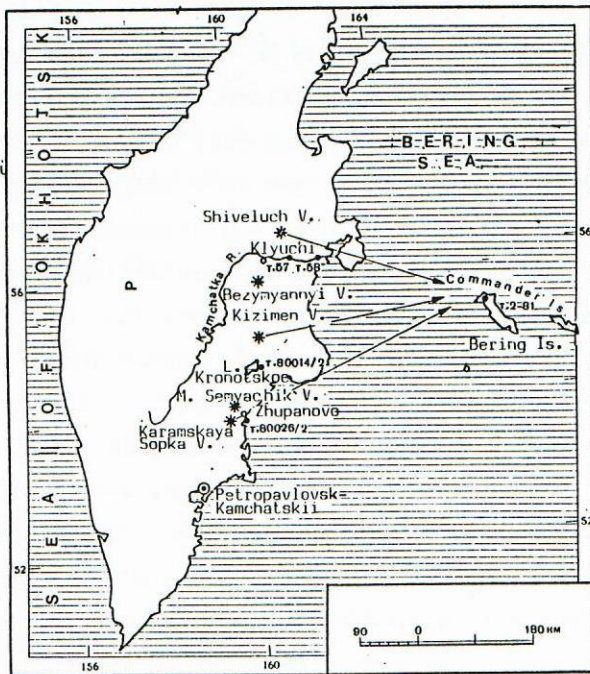 156
160
164
SEA OF OKHOTSK
BERING
SEA
Shiveluch V.
56
Klyuchi
т.57, т.58
Kamchatka R.
56
P
Bezymyannyi V.
Kizimen V.
Commander Is.
т.2-81
Bering Is.
L.
т.80014/2
Kronotskoe
M. Semyachik V.
Zhupanovo
Karamskaya
т.80026/2
Sopka V.
Petropavlovsk-
Kamchatskii
52
52
90 0 180 КМ
156
160